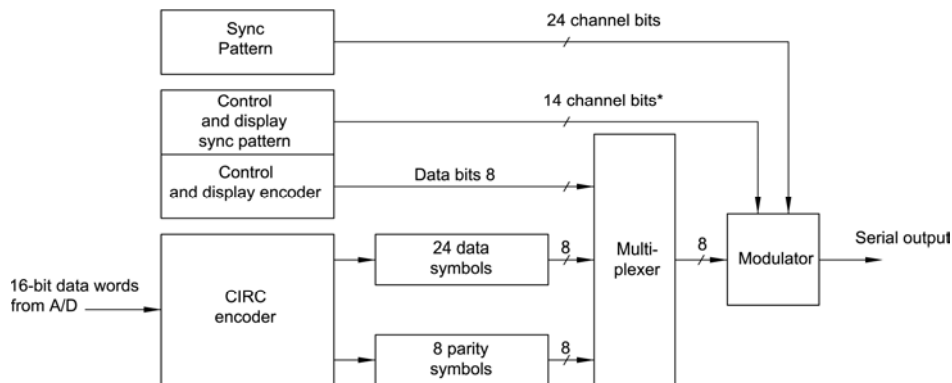 Sync
Pattern
24 channel bits
Control
and display
sync pattern
14 channel bits*
Control
and display encoder
Data bits 8
16-bit data words
from A/D
CIRC
encoder
24 data
symbols
8
8 parity
symbols
8
Multi-
plexer
8
Modulator
Serial output